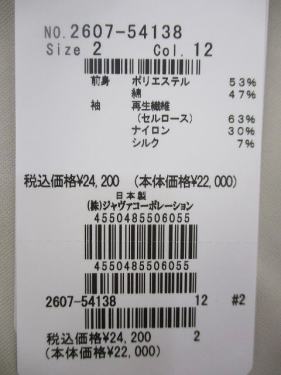 NO.2607-54138
Size 2 Col. 12
前身 ポリエステル 53%
綿 47%
袖 再生繊維
(セルロース) 63%
ナイロン 30%
シルク 7%
税込価格¥24,200 (本体価格¥22,000)
日本製
(株)ジャヴァコーポレーション
4550485506055
4550485506055
2607-54138 12 #2
税込価格¥24,200 2
(本体価格¥22,000)